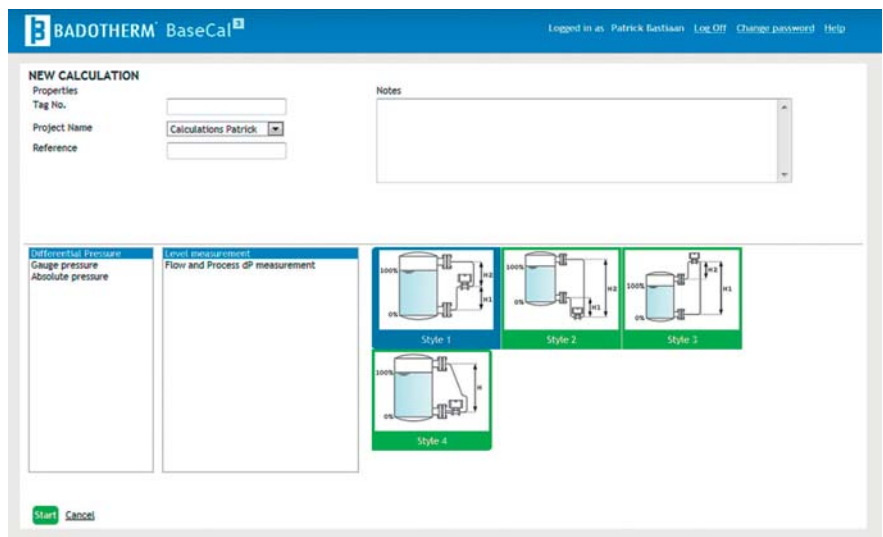 BADOTHERM BaseCal3
Logged in as Patrick Bastiaan Log Off Change password Help
NEW CALCULATION
Properties
Tag No.
Project Name
Calculations Patrick
Reference
Notes
Differential Pressure
Gauge pressure
Absolute pressure
Level measurement
Flow and Process dP measurement
100%
0%
H2
H1
Style 1
100%
0%
H1
H2
Style 2
100%
0%
H2
H1
Style 3
100%
0%
H
Style 4
Start Cancel